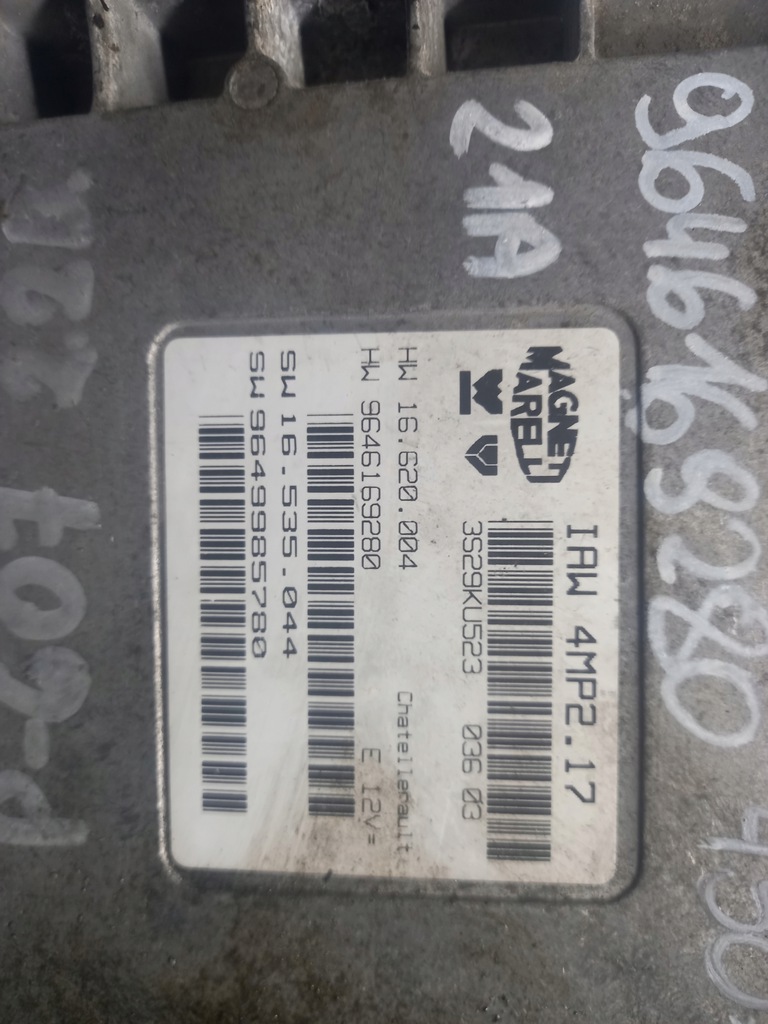 9646169280
21A
MAGNETI MARELLI
IAW 4MP2.17
3S29KU523 036 03
HW 16.620.004 Chatellerault
HW 9646169280 E 12V=
SW 16.535.044
SW 9649985780